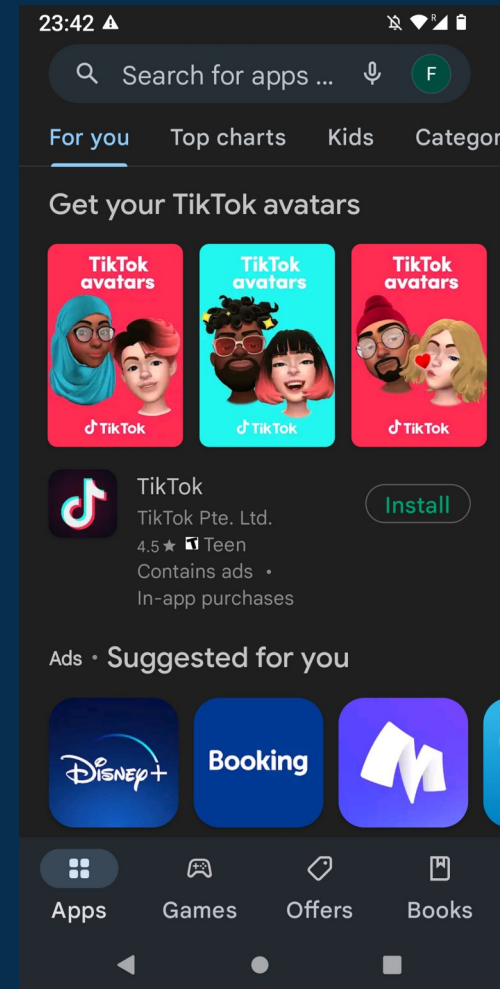 23:42
R
Search for apps ...
F
For you
Top charts
Kids
Categor
Get your TikTok avatars
TikTok
avatars
TikTok
TikTok
avatars
TikTok
TikTok
avatars
TikTok
TikTok
Install
TikTok Pte. Ltd.
4.5★ T Teen
Contains ads •
In-app purchases
Ads • Suggested for you
Disney+
Booking
M
Apps
Games
Offers
Books